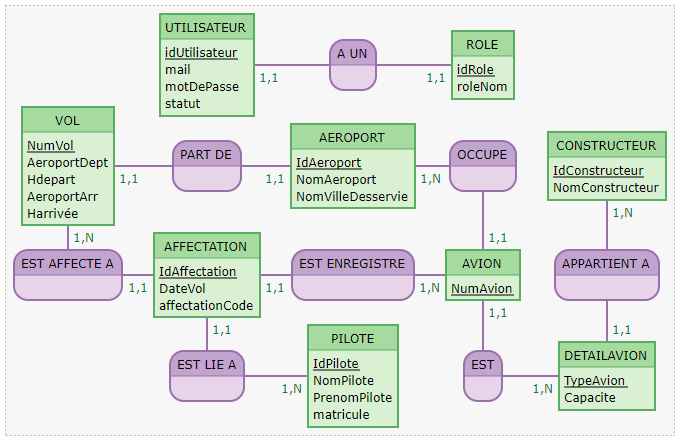 UTILISATEUR
idUtilisateur
mail
motDePasse
statut
1,1
A UN
1,1
ROLE
idRole
roleNom
VOL
NumVol
AeroportDept
Hdepart
AeroportArr
Harrivée
1,1
PART DE
1,1
AEROPORT
IdAeroport
NomAeroport
NomVilleDesservie
1,N
OCCUPE
1,1
CONSTRUCTEUR
IdConstructeur
NomConstructeur
1,N
1,N
EST AFFECTE A
1,1
AFFECTATION
IdAffectation
DateVol
affectationCode
1,1
EST ENREGISTRE
1,N
AVION
NumAvion
1,1
APPARTIENT A
1,1
1,1
EST LIE A
1,N
PILOTE
IdPilote
NomPilote
PrenomPilote
matricule
EST
1,N
DETAILAVION
TypeAvion
Capacite